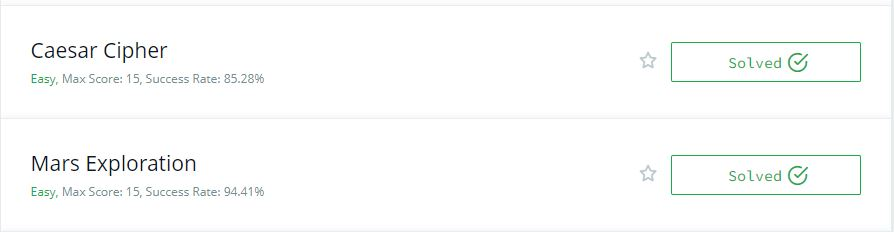 Caesar Cipher
Easy, Max Score: 15, Success Rate: 85.28%
Solved
Mars Exploration
Easy, Max Score: 15, Success Rate: 94.41%
Solved